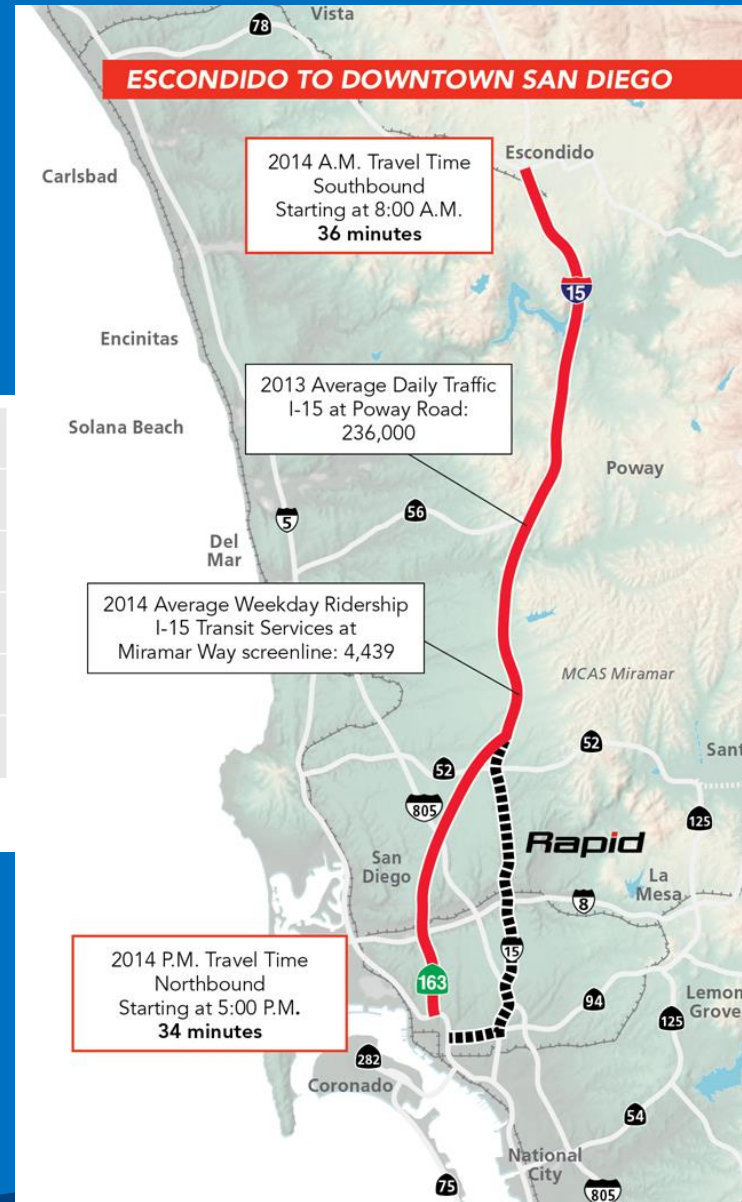 Vista
78
ESCONDIDO TO DOWNTOWN SAN DIEGO
2014 A.M. Travel Time
Southbound
Starting at 8:00 A.M.
36 minutes
Escondido
Carlsbad
15
Encinitas
2013 Average Daily Traffic
I-15 at Poway Road:
236,000
Solana Beach
Poway
56
5
Del
Mar
2014 Average Weekday Ridership
I-15 Transit Services at
Miramar Way screenline: 4,439
MCAS Miramar
52
52
Sant
805
125
Rapid
San
Diego
La
Mesa
8
15
2014 P.M. Travel Time
Northbound
Starting at 5:00 P.M.
34 minutes
163
94
Lemon
Grove
125
282
Coronado
54
National
City
75
805